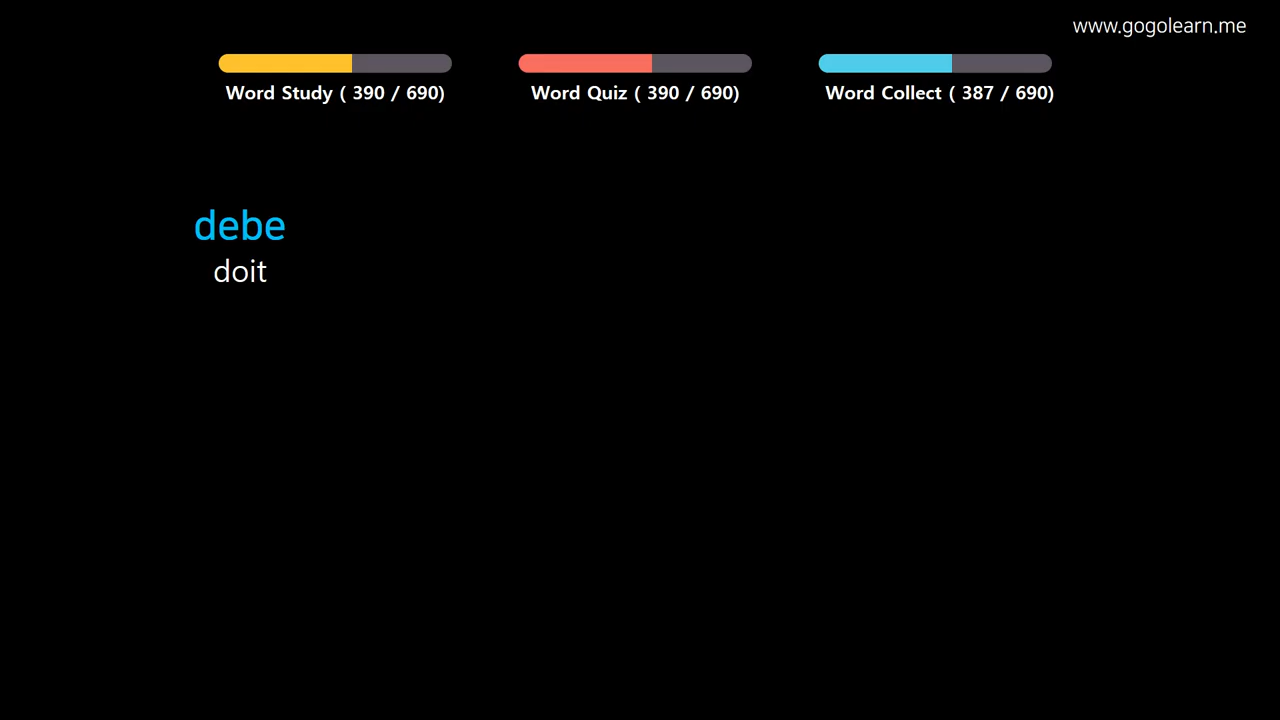 www.gogolearn.me
Word Study ( 390 / 690)
Word Quiz ( 390 / 690)
Word Collect ( 387 / 690)
debe
doit